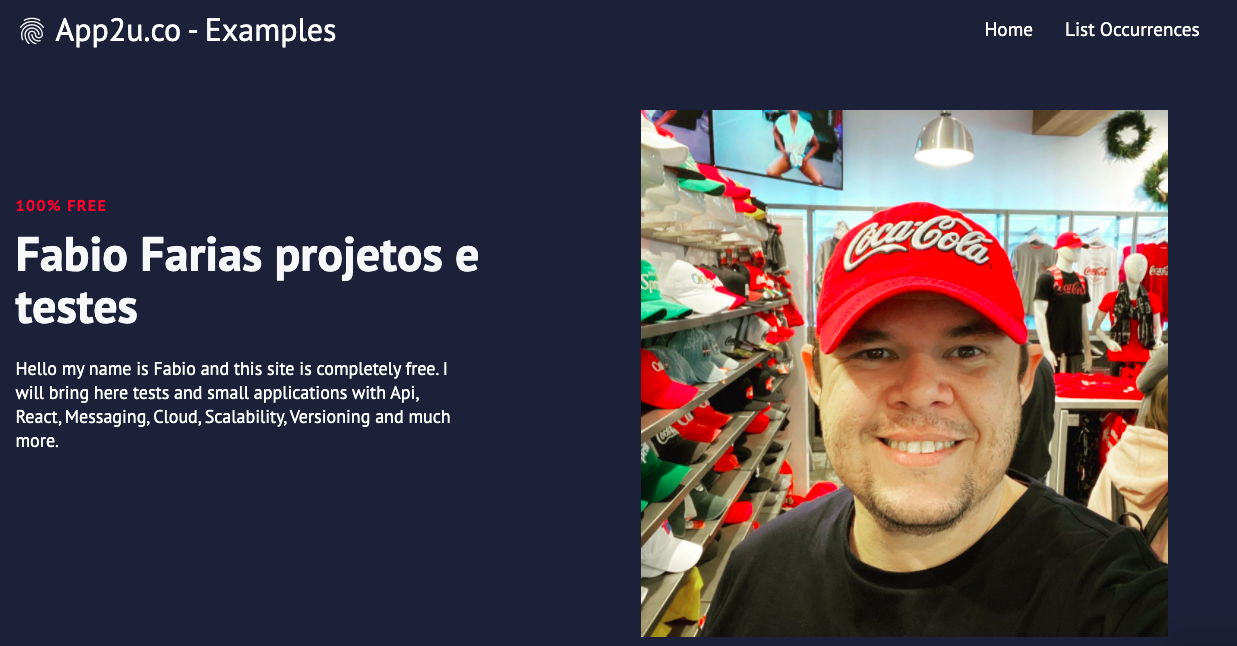 App2u.co - Examples
Home
List Occurrences
100% FREE
Fabio Farias projetos e
testes
Hello my name is Fabio and this site is completely free. I
will bring here tests and small applications with Api,
React, Messaging, Cloud, Scalability, Versioning and much
more.
Coca-Cola